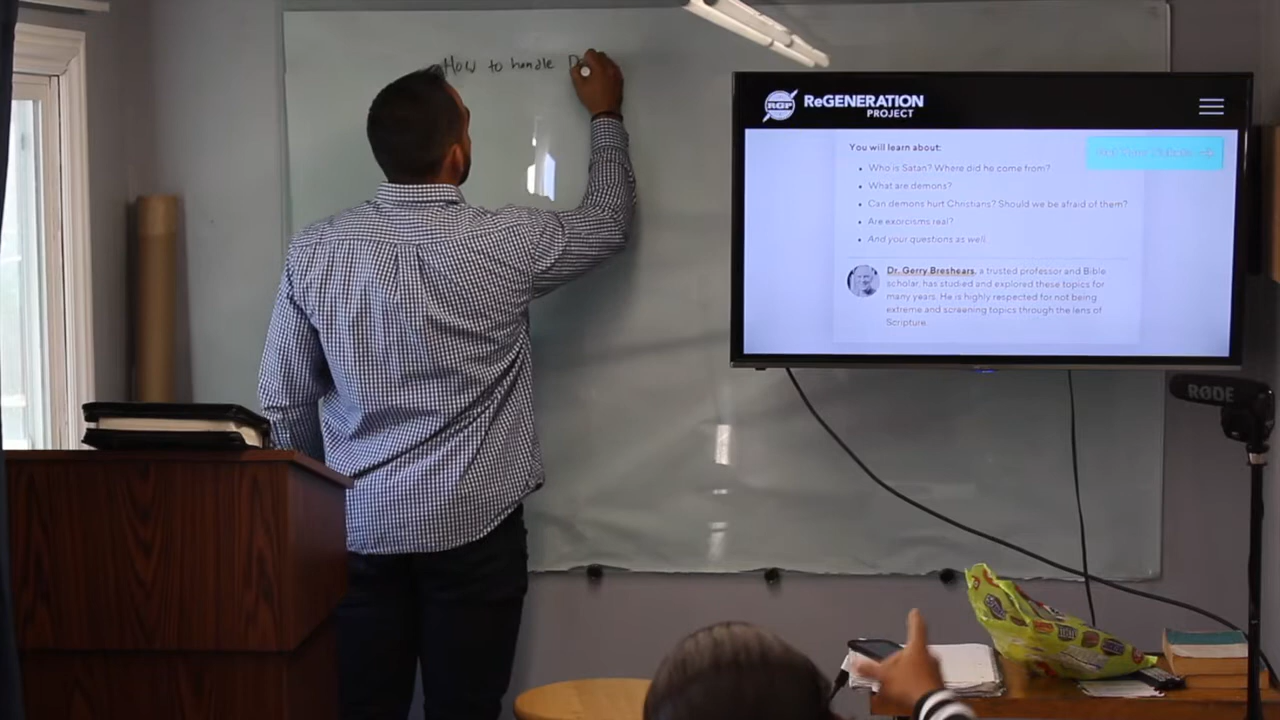 How to handle D
RGP
ReGENERATION
PROJECT
You will learn about:
Who is Satan? Where did he come from?
What are demons?
Can demons hurt Christians? Should we be afraid of them?
Are exorcisms real?
And your questions as well.
Dr. Gerry Breshears, a trusted professor and Bible
scholar, has studied and explored these topics for
many years. He is highly respected for not being
extreme and screening topics through the lens of
Scripture.
RØDE